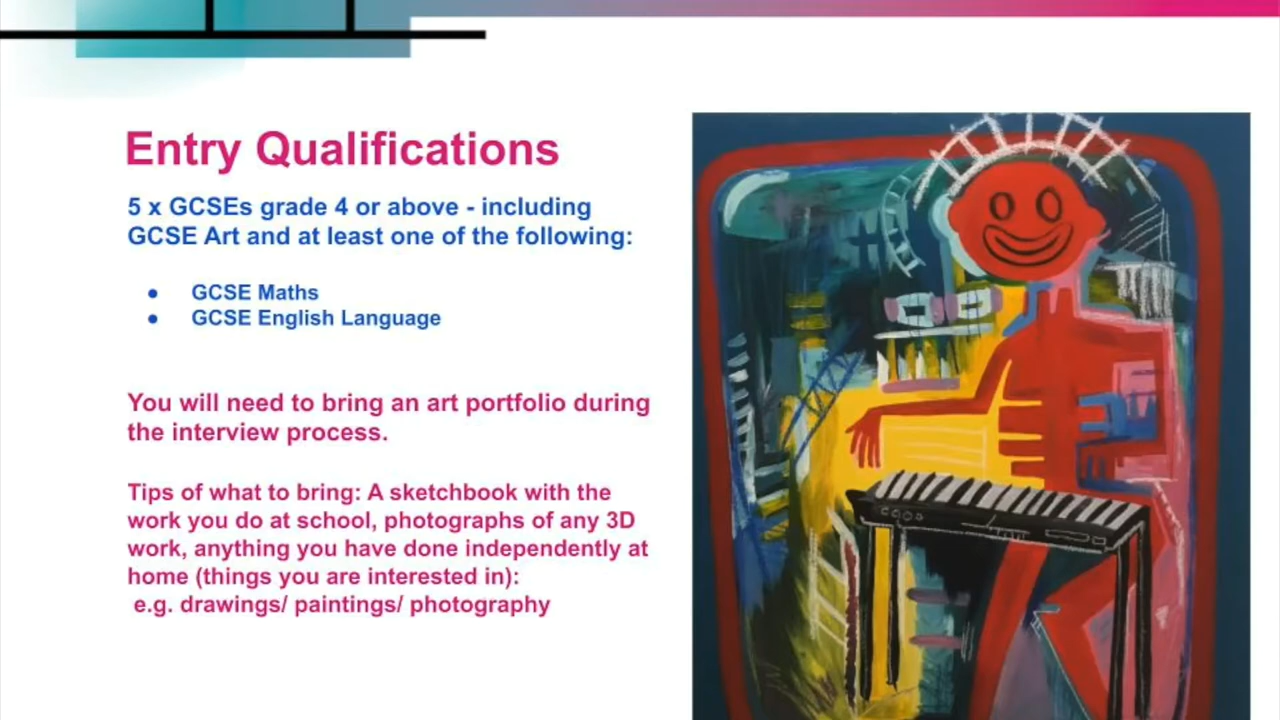 Entry Qualifications
5 x GCSEs grade 4 or above - including
GCSE Art and at least one of the following:
● GCSE Maths
● GCSE English Language
You will need to bring an art portfolio during
the interview process.
Tips of what to bring: A sketchbook with the
work you do at school, photographs of any 3D
work, anything you have done independently at
home (things you are interested in):
e.g. drawings/ paintings/ photography